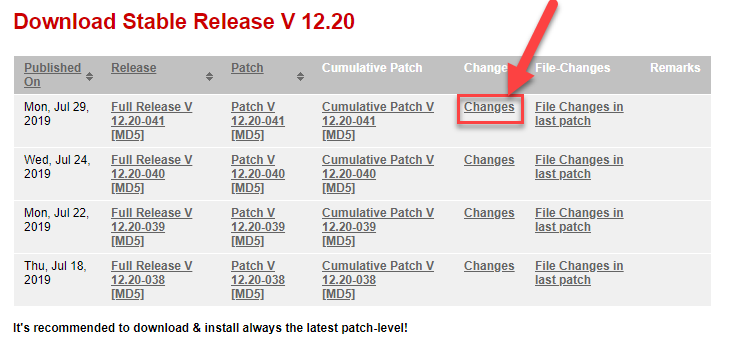 Download Stable Release V 12.20
Published On Release Patch Cumulative Patch Change File-Changes Remarks
Mon, Jul 29, 2019 Full Release V 12.20-041 [MD5] Patch V 12.20-041 [MD5] Cumulative Patch V 12.20-041 [MD5] Changes File Changes in last patch
Wed, Jul 24, 2019 Full Release V 12.20-040 [MD5] Patch V 12.20-040 [MD5] Cumulative Patch V 12.20-040 [MD5] Changes File Changes in last patch
Mon, Jul 22, 2019 Full Release V 12.20-039 [MD5] Patch V 12.20-039 [MD5] Cumulative Patch V 12.20-039 [MD5] Changes File Changes in last patch
Thu, Jul 18, 2019 Full Release V 12.20-038 [MD5] Patch V 12.20-038 [MD5] Cumulative Patch V 12.20-038 [MD5] Changes File Changes in last patch
It's recommended to download & install always the latest patch-level!